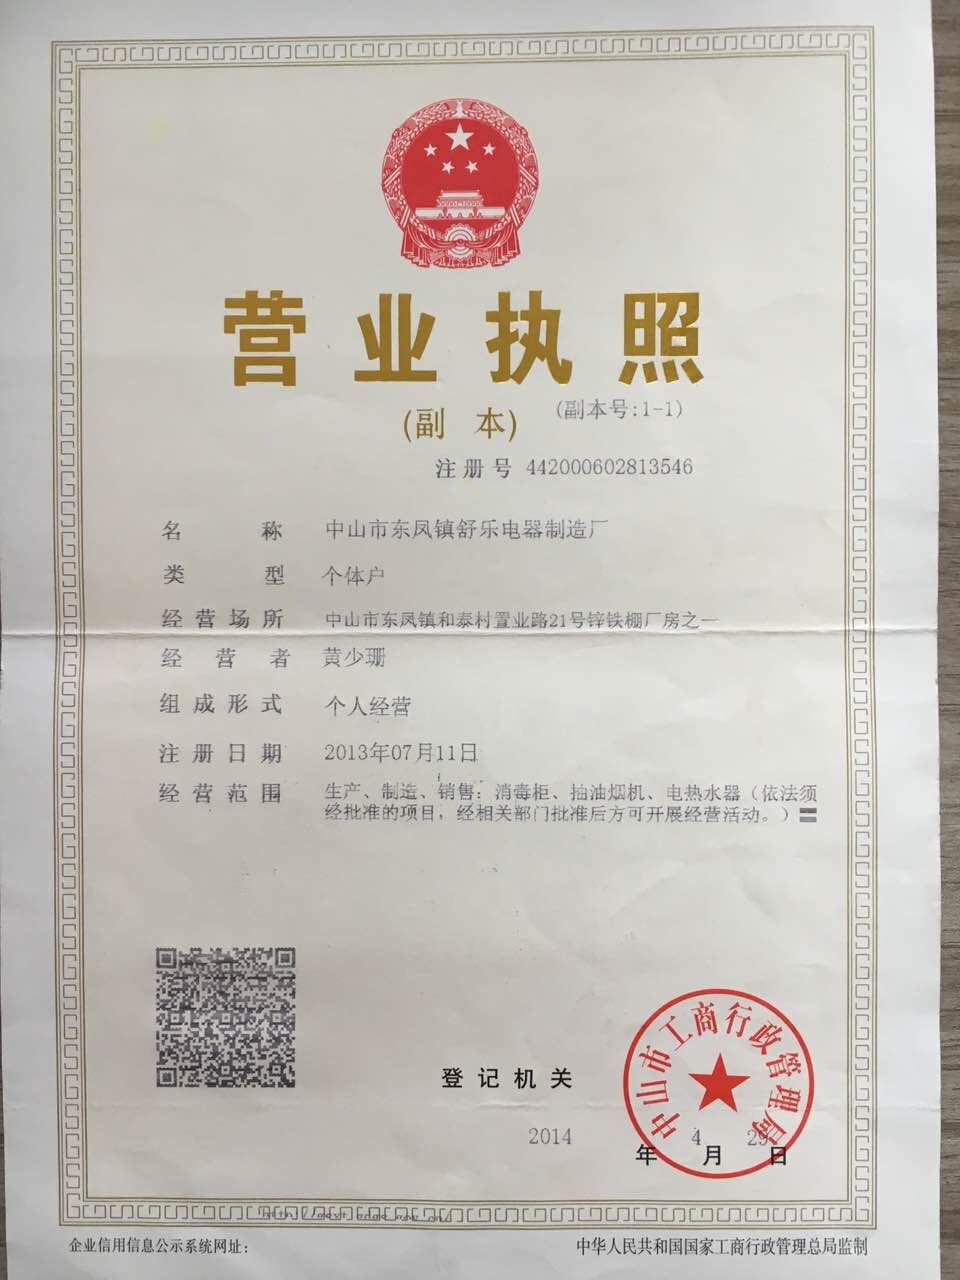 营业执照
(副 本)
(副本号:1-1)
注册号 442000602813546
名 称 中山市东凤镇舒乐电器制造厂
类 型 个体户
经营场所 中山市东凤镇和泰村置业路21号锌铁棚厂房之一
经 营 者 黄少珊
组成形式 个人经营
注册日期 2013年07月11日
经营范围 生产、制造、销售：消毒柜、抽油烟机、电热水器（依法须
经批准的项目，经相关部门批准后方可开展经营活动。）
中山市工商行政管理局
登记机关
2014年4月29日
企业信用信息公示系统网址：
中华人民共和国国家工商行政管理总局监制